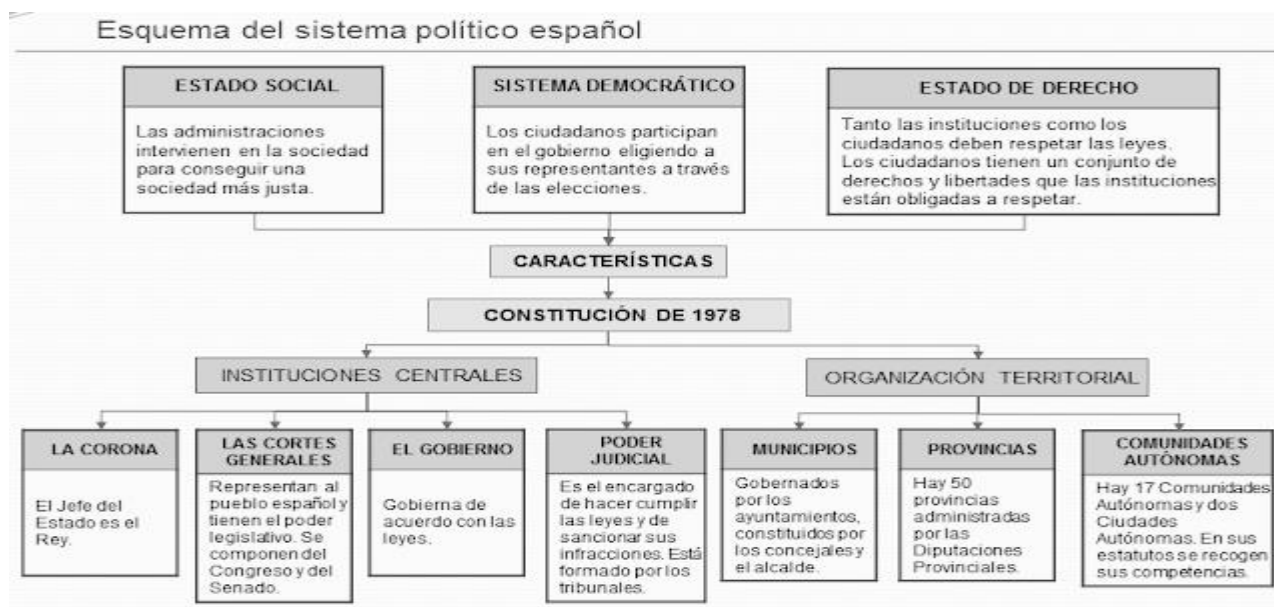 Esquema del sistema político español
ESTADO SOCIAL
Las administraciones
intervienen en la sociedad
para conseguir una
sociedad más justa.
SISTEMA DEMOCRÁTICO
Los ciudadanos participan
en el gobierno eligiendo a
sus representantes a través
de las elecciones.
ESTADO DE DERECHO
Tanto las instituciones como los
ciudadanos deben respetar las leyes.
Los ciudadanos tienen un conjunto de
derechos y libertades que las instituciones
están obligadas a respetar.
CARACTERÍSTICAS
CONSTITUCIÓN DE 1978
INSTITUCIONES CENTRALES
ORGANIZACIÓN TERRITORIAL
LA CORONA
El Jefe del
Estado es el
Rey.
LAS CORTES
GENERALES
Representan al
pueblo español y
tienen el poder
legislativo. Se
componen del
Congreso y del
Senado.
EL GOBIERNO
Gobierna de
acuerdo con las
leyes.
PODER
JUDICIAL
Es el encargado
de hacer cumplir
las leyes y de
sancionar sus
infracciones. Está
formado por los
tribunales.
MUNICIPIOS
Gobernados
por los
ayuntamientos,
constituidos por
los concejales y
el alcalde.
PROVINCIAS
Hay 50
provincias
administradas
por las
Diputaciones
Provinciales.
COMUNIDADES
AUTÓNOMAS
Hay 17 Comunidades
Autónomas y dos
Ciudades
Autónomas. En sus
estatutos se recogen
sus competencias.